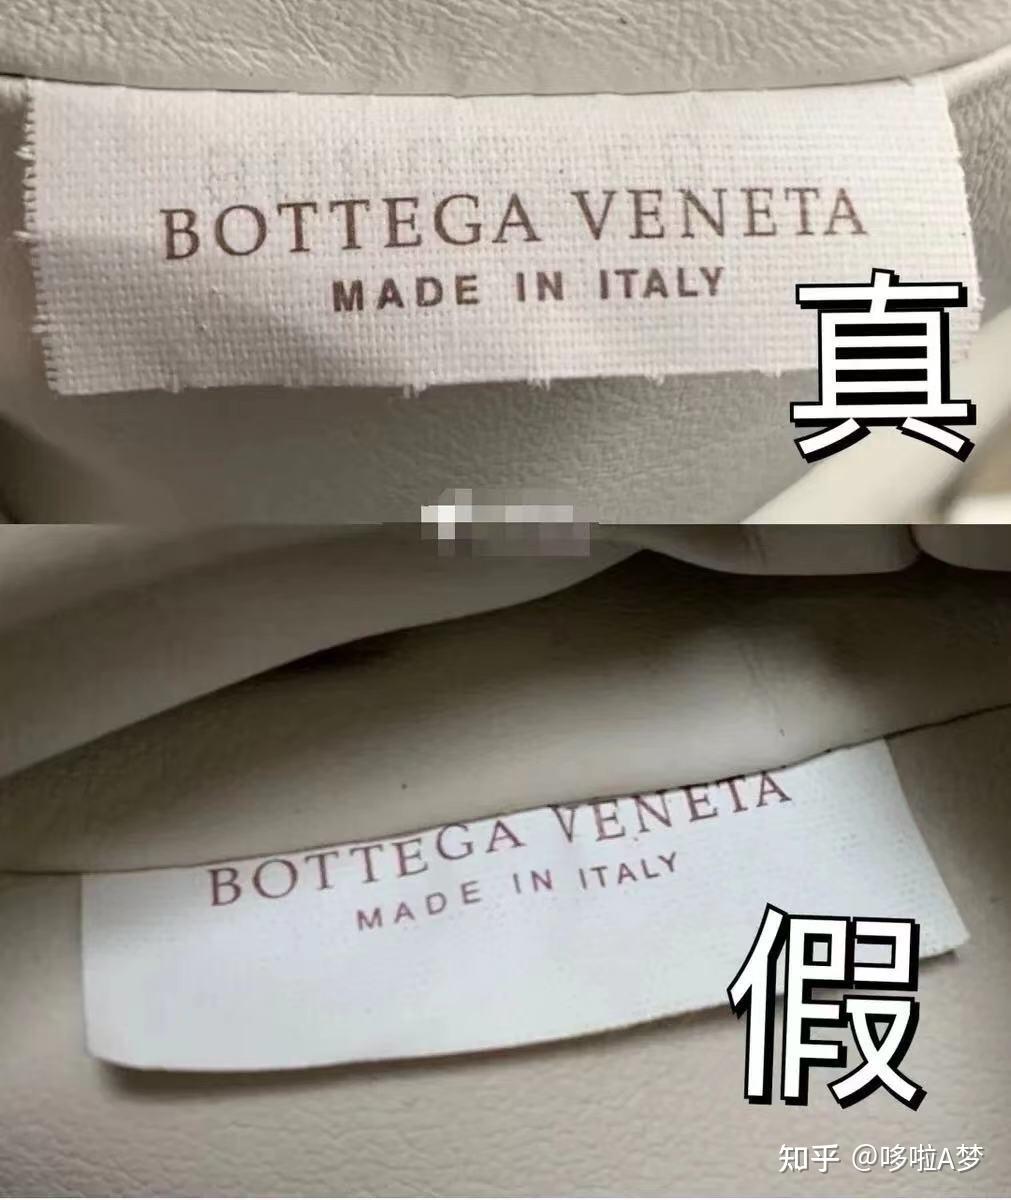 BOTTEGA VENETA
MADE IN ITALY
真
BOTTEGA VENETA
MADE IN ITALY
假
知乎 @哆啦A梦